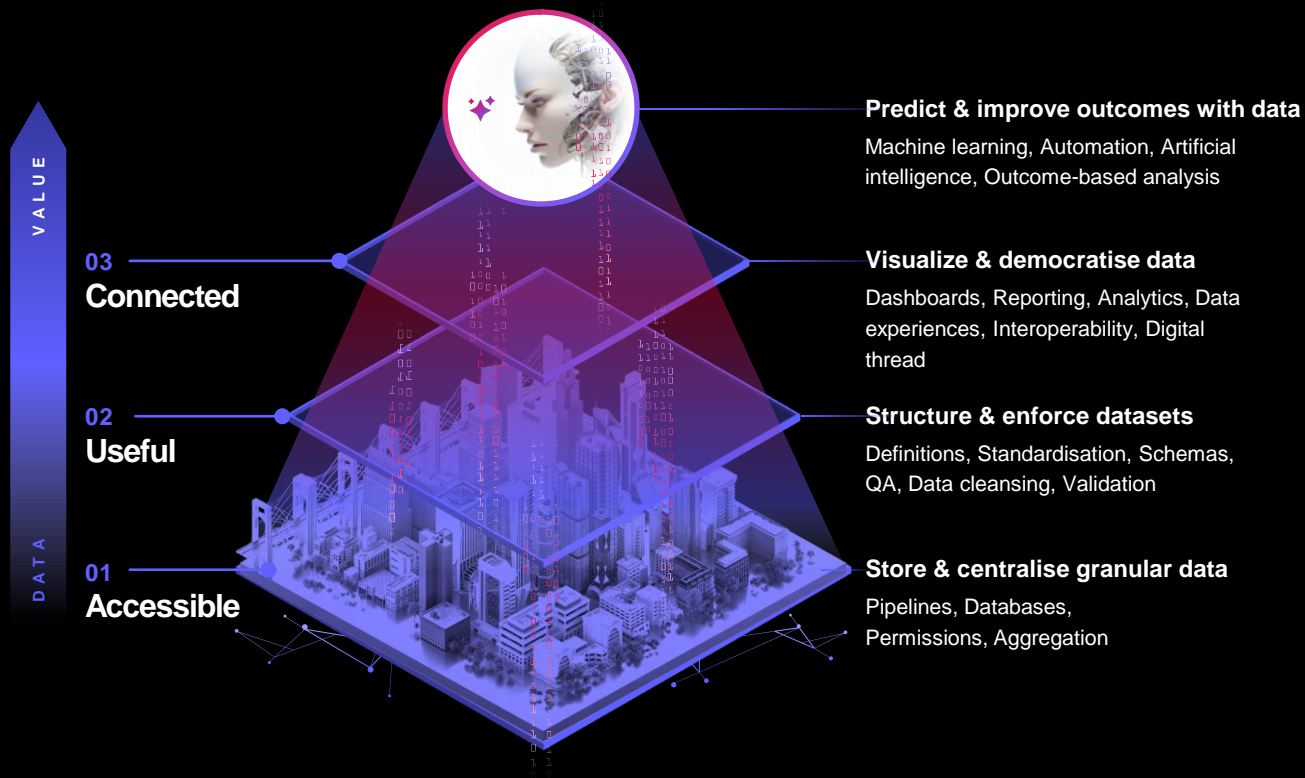 Predict & improve outcomes with data
Machine learning, Automation, Artificial
intelligence, Outcome-based analysis
VALUE
03
Connected
Visualize & democratise data
Dashboards, Reporting, Analytics, Data
experiences, Interoperability, Digital
thread
02
Useful
Structure & enforce datasets
Definitions, Standardisation, Schemas,
QA, Data cleansing, Validation
DATA
01
Accessible
Store & centralise granular data
Pipelines, Databases,
Permissions, Aggregation